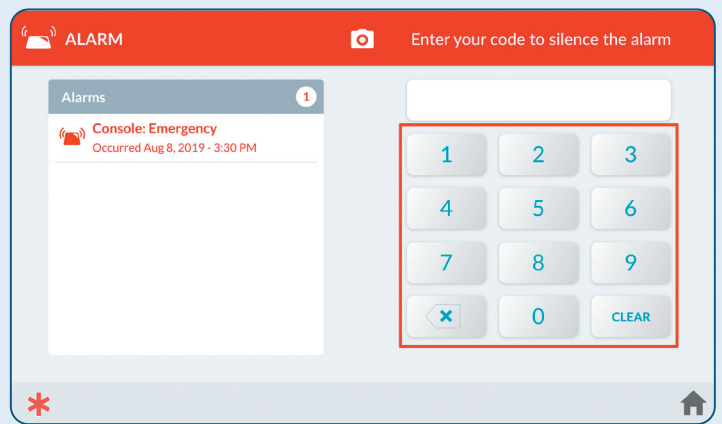 ALARM
Enter your code to silence the alarm
Alarms 1
Console: Emergency
Occurred Aug 8, 2019 - 3:30 PM
1 2 3
4 5 6
7 8 9
0 CLEAR